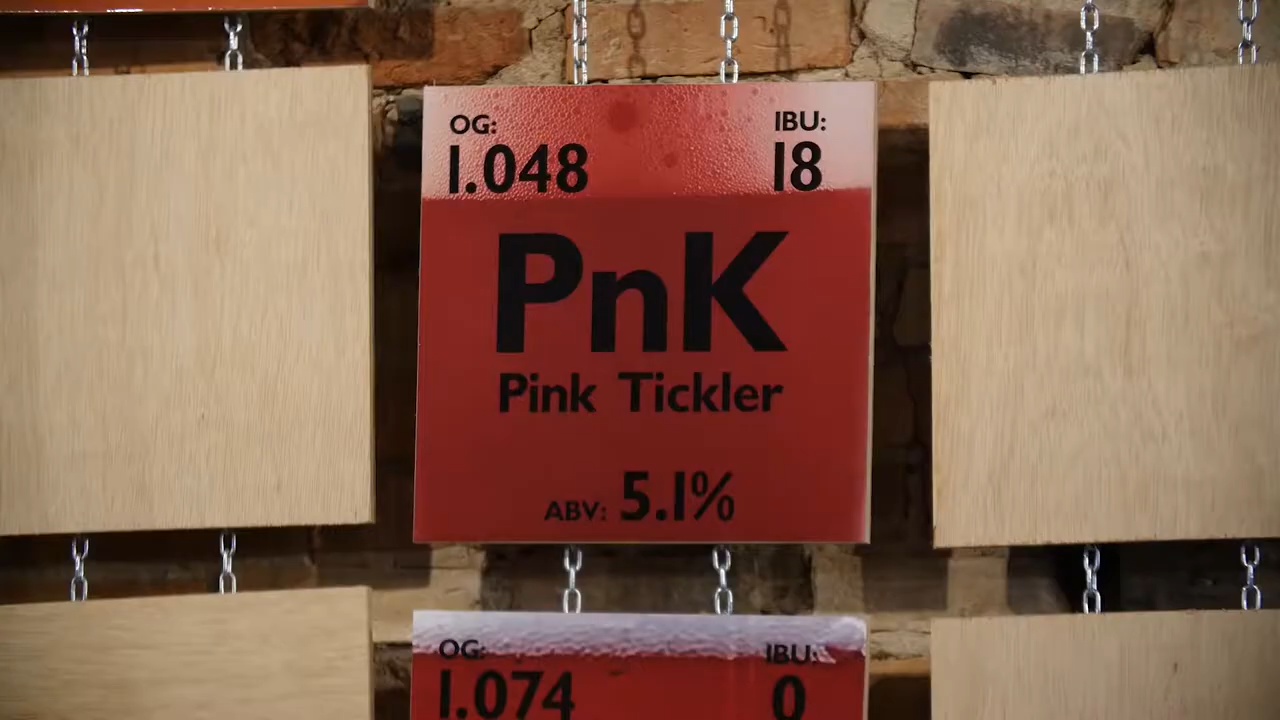 OG: IBU:
1.048 18
PnK
Pink Tickler
ABV: 5.1%
OG: IBU:
1.074 0